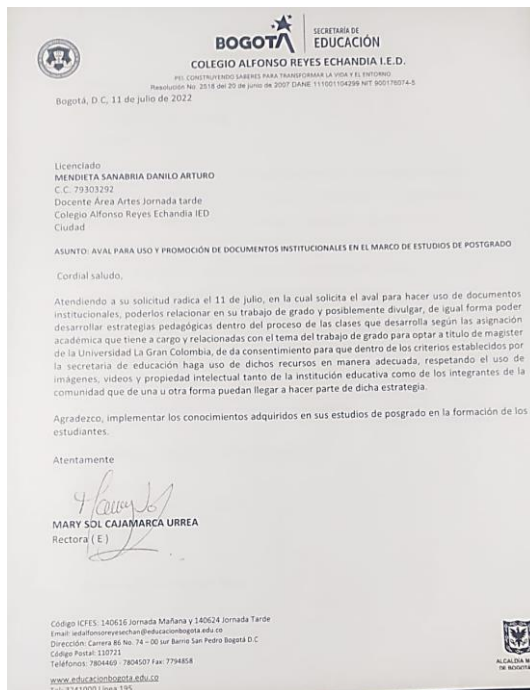 BOGOTÁ
SECRETARÍA DE
EDUCACIÓN
COLEGIO ALFONSO REYES ECHANDIA I.E.D.
PEI. CONSTRUYENDO SABERES PARA TRANSFORMAR LA VIDA Y EL ENTORNO
Resolución No. 2518 del 20 de junio de 2007 DANE 111001104299 NIT 900176074-5
Bogotá, D.C, 11 de julio de 2022
Licenciado
MENDIETA SANABRIA DANILO ARTURO
C.C. 79303292
Docente Área Artes Jornada tarde
Colegio Alfonso Reyes Echandia IED
Ciudad
ASUNTO: AVAL PARA USO Y PROMOCIÓN DE DOCUMENTOS INSTITUCIONALES EN EL MARCO DE ESTUDIOS DE POSTGRADO
Cordial saludo,
Atendiendo a su solicitud radica el 11 de julio, en la cual solicita el aval para hacer uso de documentos
institucionales, poderlos relacionar en su trabajo de grado y posiblemente divulgar, de igual forma poder
desarrollar estrategias pedagógicas dentro del proceso de las clases que desarrolla según las asignación
académica que tiene a cargo y relacionadas con el tema del trabajo de grado para optar a titulo de magister
de la Universidad La Gran Colombia, de da consentimiento para que dentro de los criterios establecidos por
la secretaria de educación haga uso de dichos recursos en manera adecuada, respetando el uso de
imágenes, videos y propiedad intelectual tanto de la institución educativa como de los integrantes de la
comunidad que de una u otra forma puedan llegar a hacer parte de dicha estrategia.
Agradezco, implementar los conocimientos adquiridos en sus estudios de posgrado en la formación de los
estudiantes.
Atentamente
MARY SOL CAJAMARCA URREA
Rectora ( E )
Código ICFES: 140616 Jornada Mañana y 140624 Jornada Tarde
Email: iedalfonsoreyesechan@educacionbogota.edu.co
Dirección: Carrera 86 No. 74 – 00 sur Barrio San Pedro Bogotá D.C
Código Postal: 110721
Teléfonos: 7804469 - 7804507 Fax: 7794858
www.educacionbogota.edu.co
Tel: 3241000 Línea 195
ALCALDÍA M
DE BOGOTÁ